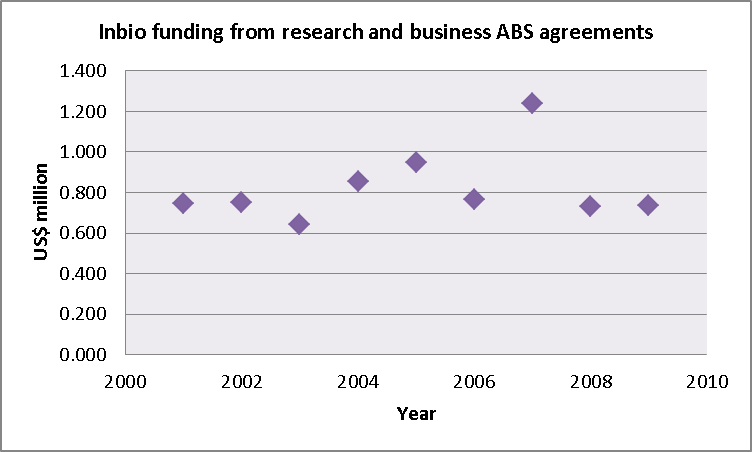 Inbio funding from research and business ABS agreements
1.400
1.200
1.000
0.800
0.600
0.400
0.200
0.000
US$ million
2000 2002 2004 2006 2008 2010
Year